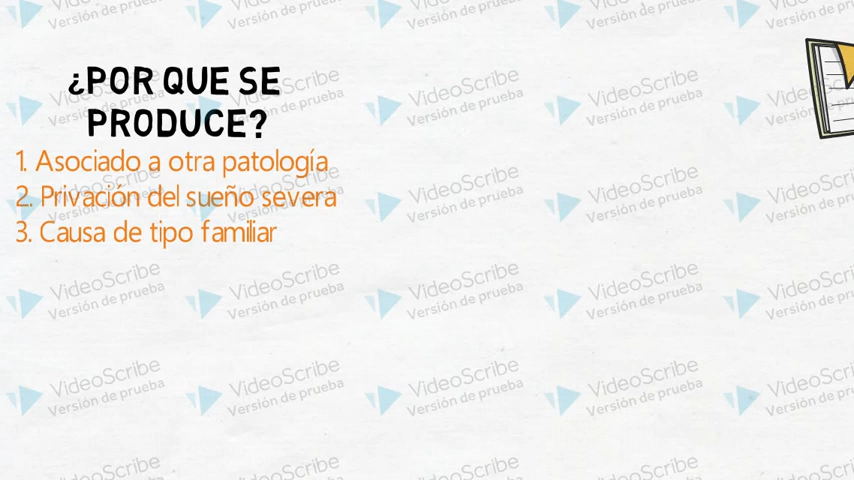 ¿POR QUE SE
PRODUCE?
1. Asociado a otra patología
2. Privación del sueño severa
3. Causa de tipo familiar
VideoScribe
Versión de prueba